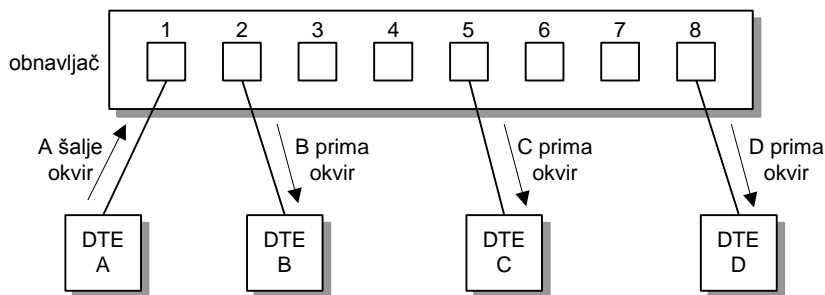 1 2 3 4 5 6 7 8
obnavljač
A šalje
okvir
B prima
okvir
C prima
okvir
D prima
okvir
DTE
A
DTE
B
DTE
C
DTE
D